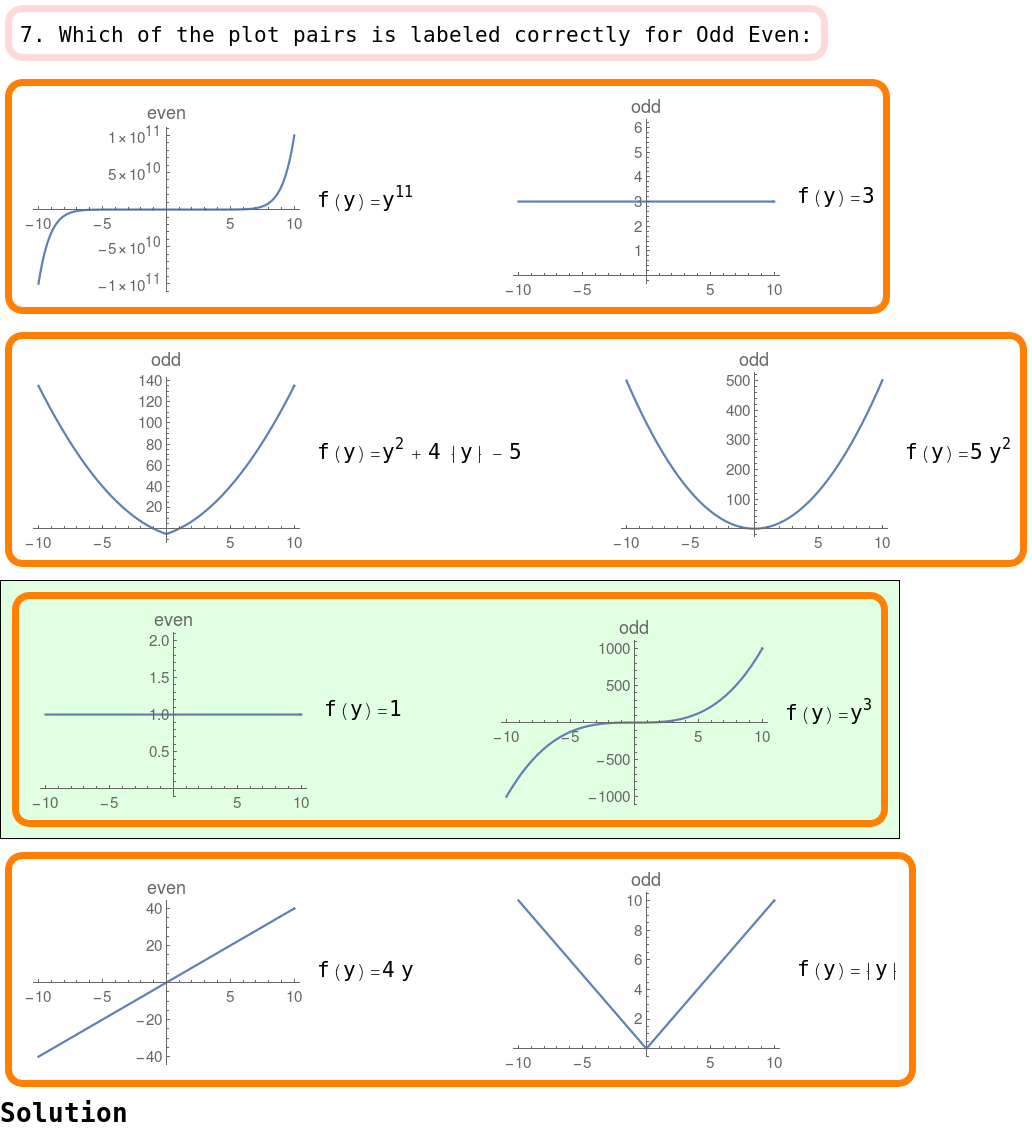 7. Which of the plot pairs is labeled correctly for Odd Even:
even
1×10^11
5×10^10
−5×10^10
−1×10^11
−10 −5 5 10
f(y)=y^11
odd
6
5
4
3
2
1
−10 −5 5 10
f(y)=3
odd
140
120
100
80
60
40
20
−10 −5 5 10
f(y)=y^2 + 4 |y| − 5
odd
500
400
300
200
100
−10 −5 5 10
f(y)=5 y^2
even
2.0
1.5
1.0
0.5
−10 −5 5 10
f(y)=1
odd
1000
500
−10 −5 5 10
−500
−1000
f(y)=y^3
even
40
20
−10 −5 5 10
−20
−40
f(y)=4 y
odd
10
8
6
4
2
−10 −5 5 10
f(y)=|y|
Solution